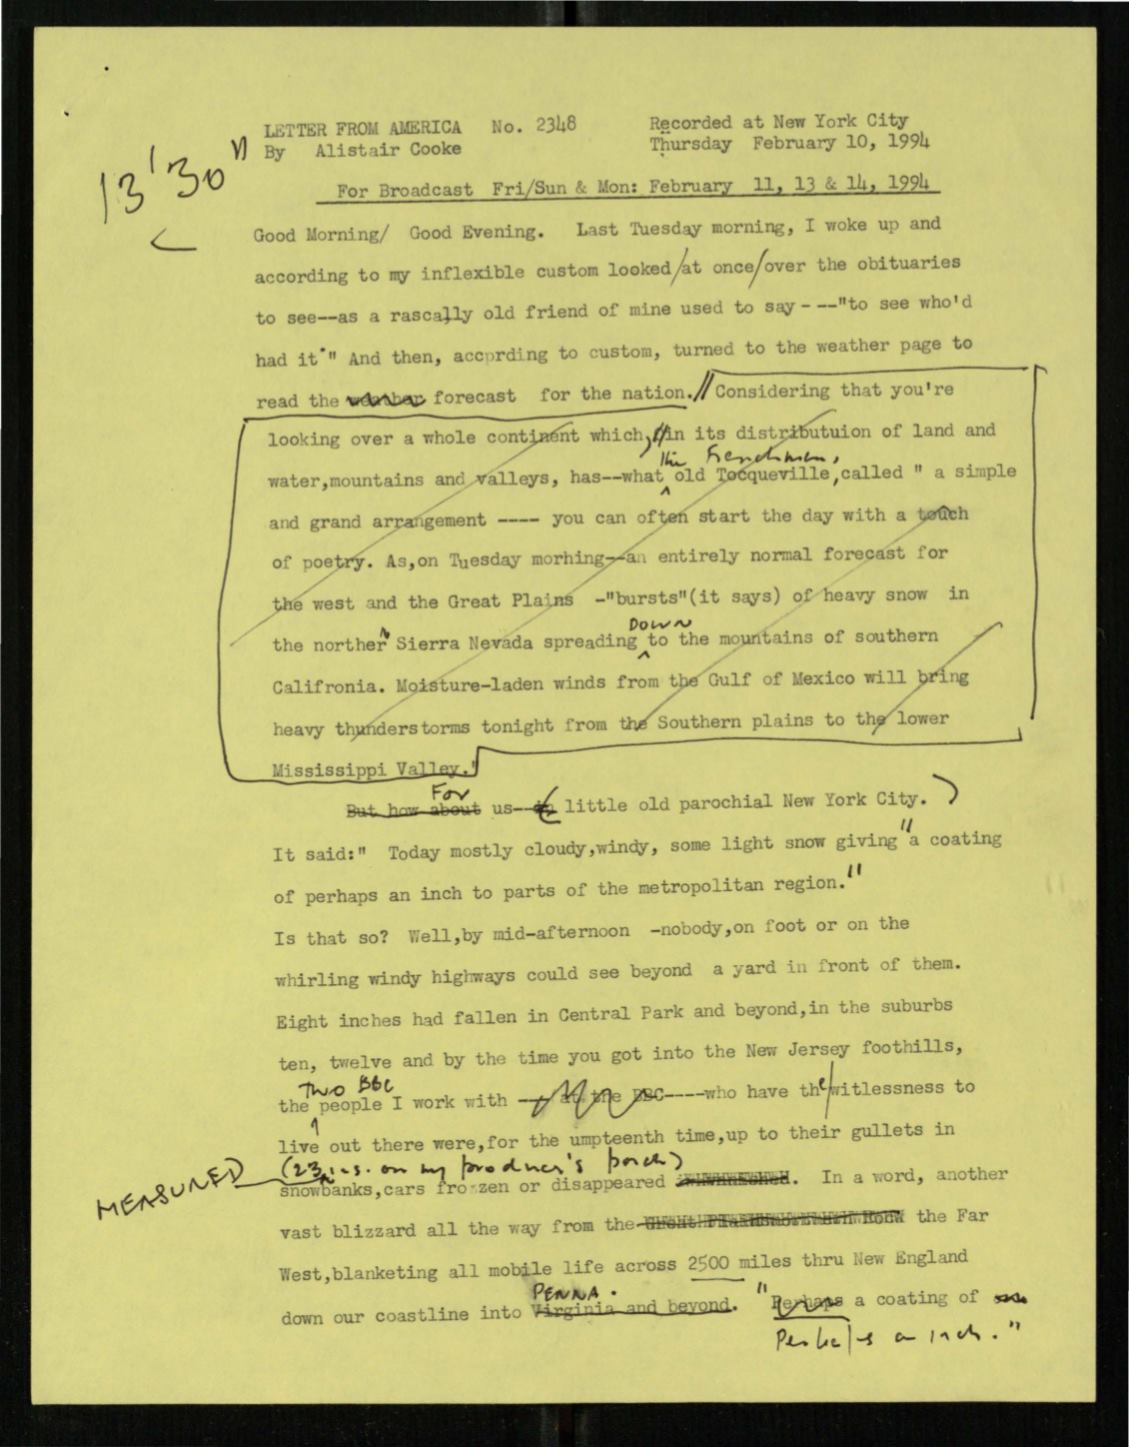 LETTER FROM AMERICA No. 2348 Recorded at New York City
By Alistair Cooke Thursday February 10, 1994
13'30"
For Broadcast Fri/Sun & Mon: February 11, 13 & 14, 1994
Good Morning/ Good Evening. Last Tuesday morning, I woke up and
according to my inflexible custom looked/at once/over the obituaries
to see--as a rascally old friend of mine used to say - --"to see who'd
had it"" And then, according to custom, turned to the weather page to
read the weather forecast for the nation.// Considering that you're
looking over a whole continent which, in its distributuion of land and
the Frenchman,
water,mountains and valleys, has--what old Tocqueville,called " a simple
and grand arrangement ---- you can often start the day with a touch
of poetry. As,on Tuesday morhing--an entirely normal forecast for
the west and the Great Plains -"bursts"(it says) of heavy snow in
DOWN
the northern Sierra Nevada spreading to the mountains of southern
Califronia. Moisture-laden winds from the Gulf of Mexico will bring
heavy thunderstorms tonight from the Southern plains to the lower
Mississippi Valley."
For
But how about us-- little old parochial New York City. )
It said:" Today mostly cloudy,windy, some light snow giving "a coating
of perhaps an inch to parts of the metropolitan region."
Is that so? Well,by mid-afternoon -nobody,on foot or on the
whirling windy highways could see beyond a yard in front of them.
Eight inches had fallen in Central Park and beyond,in the suburbs
ten, twelve and by the time you got into the New Jersey foothills,
Two BBC
the people I work with -- at the BBC----who have the/witlessness to
live out there were,for the umpteenth time,up to their gullets in
MEASURED (23 ins. on my producer's porch)
snowbanks,cars frozen or disappeared . In a word, another
vast blizzard all the way from the the Far
West,blanketing all mobile life across 2500 miles thru New England
PENNA.
down our coastline into Virginia and beyond. "Perhaps a coating of
Perhaps an inch."